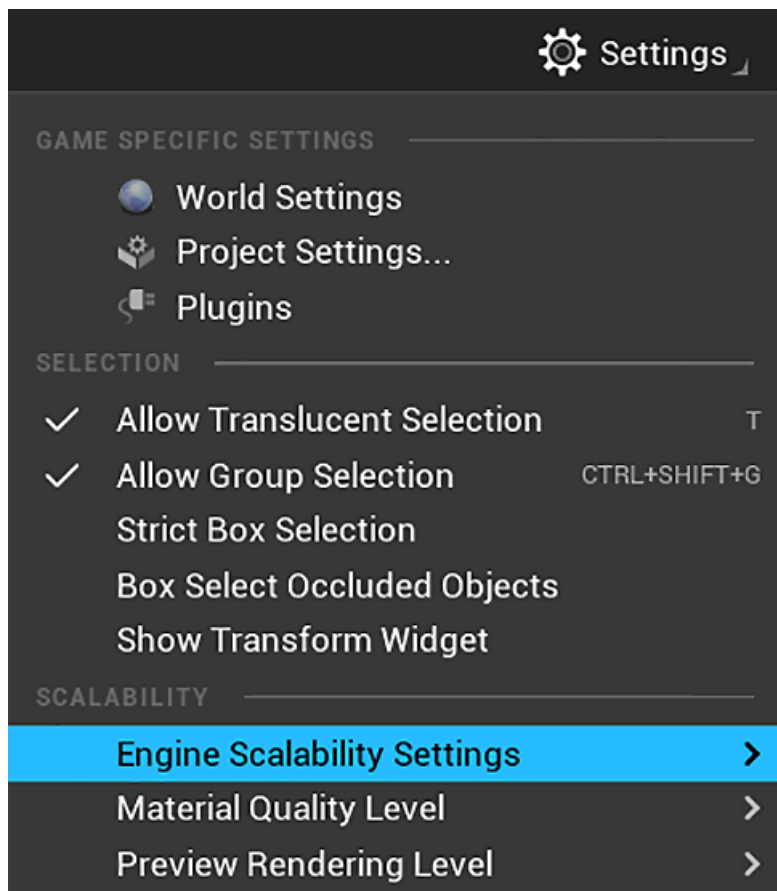 Settings
GAME SPECIFIC SETTINGS
World Settings
Project Settings...
Plugins
SELECTION
Allow Translucent Selection T
Allow Group Selection CTRL+SHIFT+G
Strict Box Selection
Box Select Occluded Objects
Show Transform Widget
SCALABILITY
Engine Scalability Settings
Material Quality Level
Preview Rendering Level